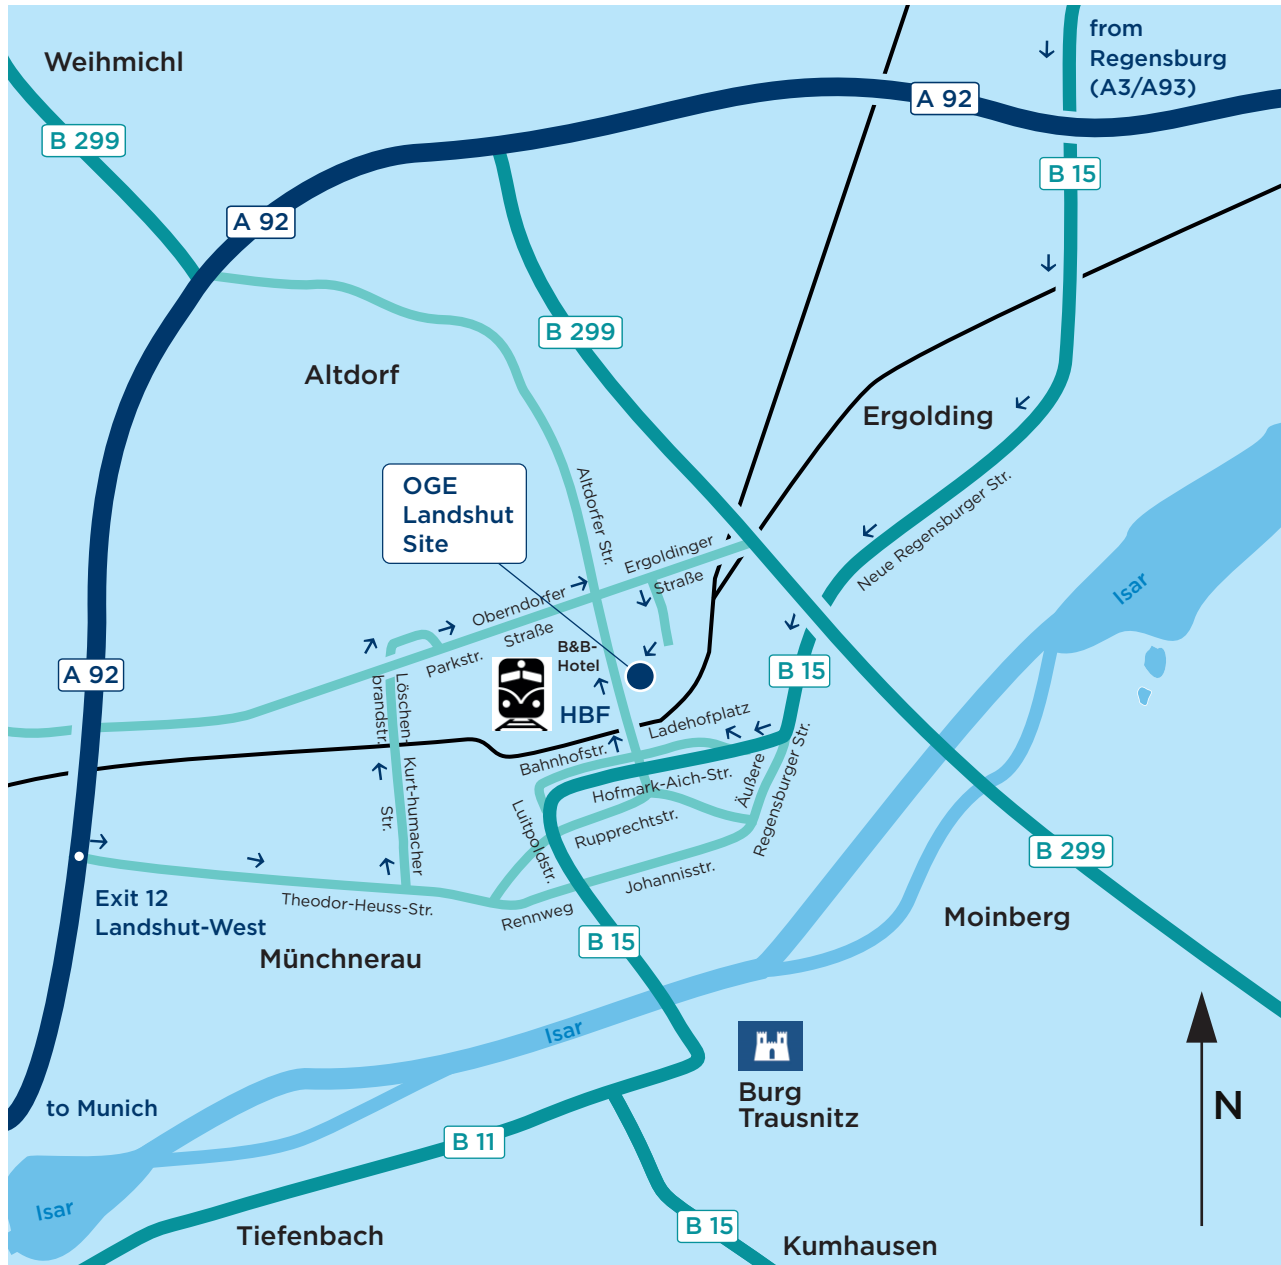 from
Regensburg
(A3/A93)
Weihmichl
A 92
B 299
B 15
A 92
B 299
Altdorf
Ergolding
OGE
Landshut
Site
Altdorfer Str.
Neue Regensburger Str.
Ergoldinger
Straße
Isar
Oberndorfer
Straße
Parkstr.
B&B-
Hotel
A 92
B 15
HBF
Löschen-
brandstr.
Ladehofplatz
Bahnhofstr.
Hofmark-Aich-Str.
Äußere
Regensburger Str.
Kurt-humacher
Str.
Luitpoldstr.
Rupprechtstr.
Johannisstr.
B 299
Exit 12
Landshut-West
Theodor-Heuss-Str.
Rennweg
Moinberg
B 15
Münchnerau
Isar
Burg
Trausnitz
to Munich
N
B 11
Isar
B 15
Tiefenbach
Kumhausen